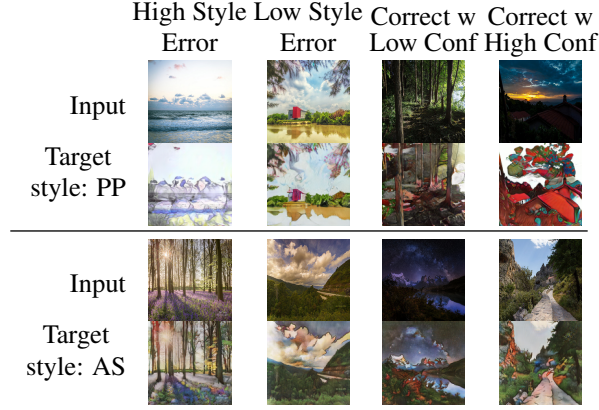 High Style Low Style Correct w Correct w
Error Error Low Conf High Conf
Input
Target
style: PP
Input
Target
style: AS